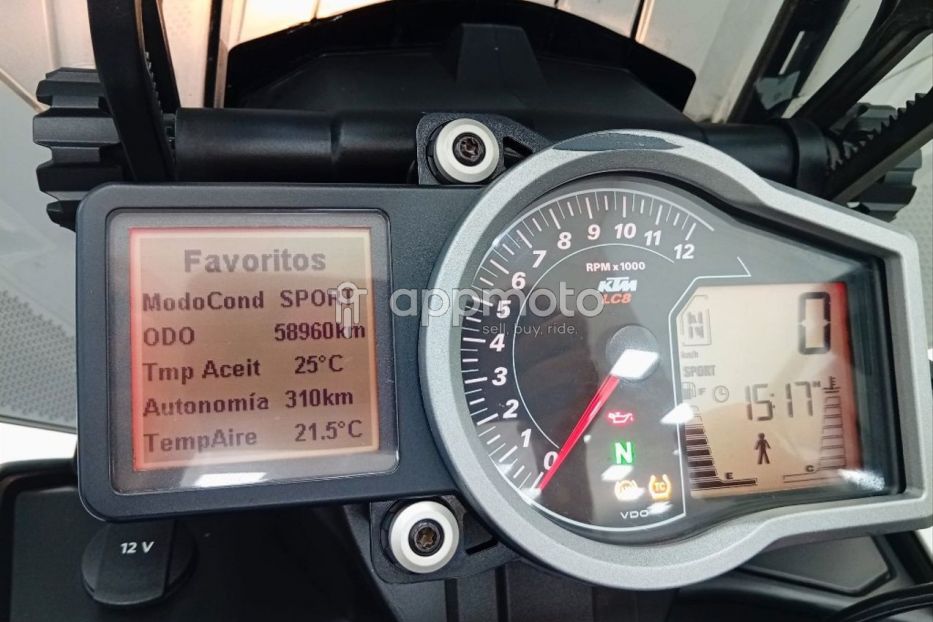 Favoritos
ModoCond SPORT
ODO 58960km
Tmp Aceit 25°C
Autonomía 310km
TempAire 21.5°C
12 V
appmoto
sell, buy, ride.
0 1 2 3 4 5 6 7 8 9 10 11 12
RPM x 1000
KTM
LC8
N
TC
VDO
0
km/h
SPORT
F
15:17
E
C